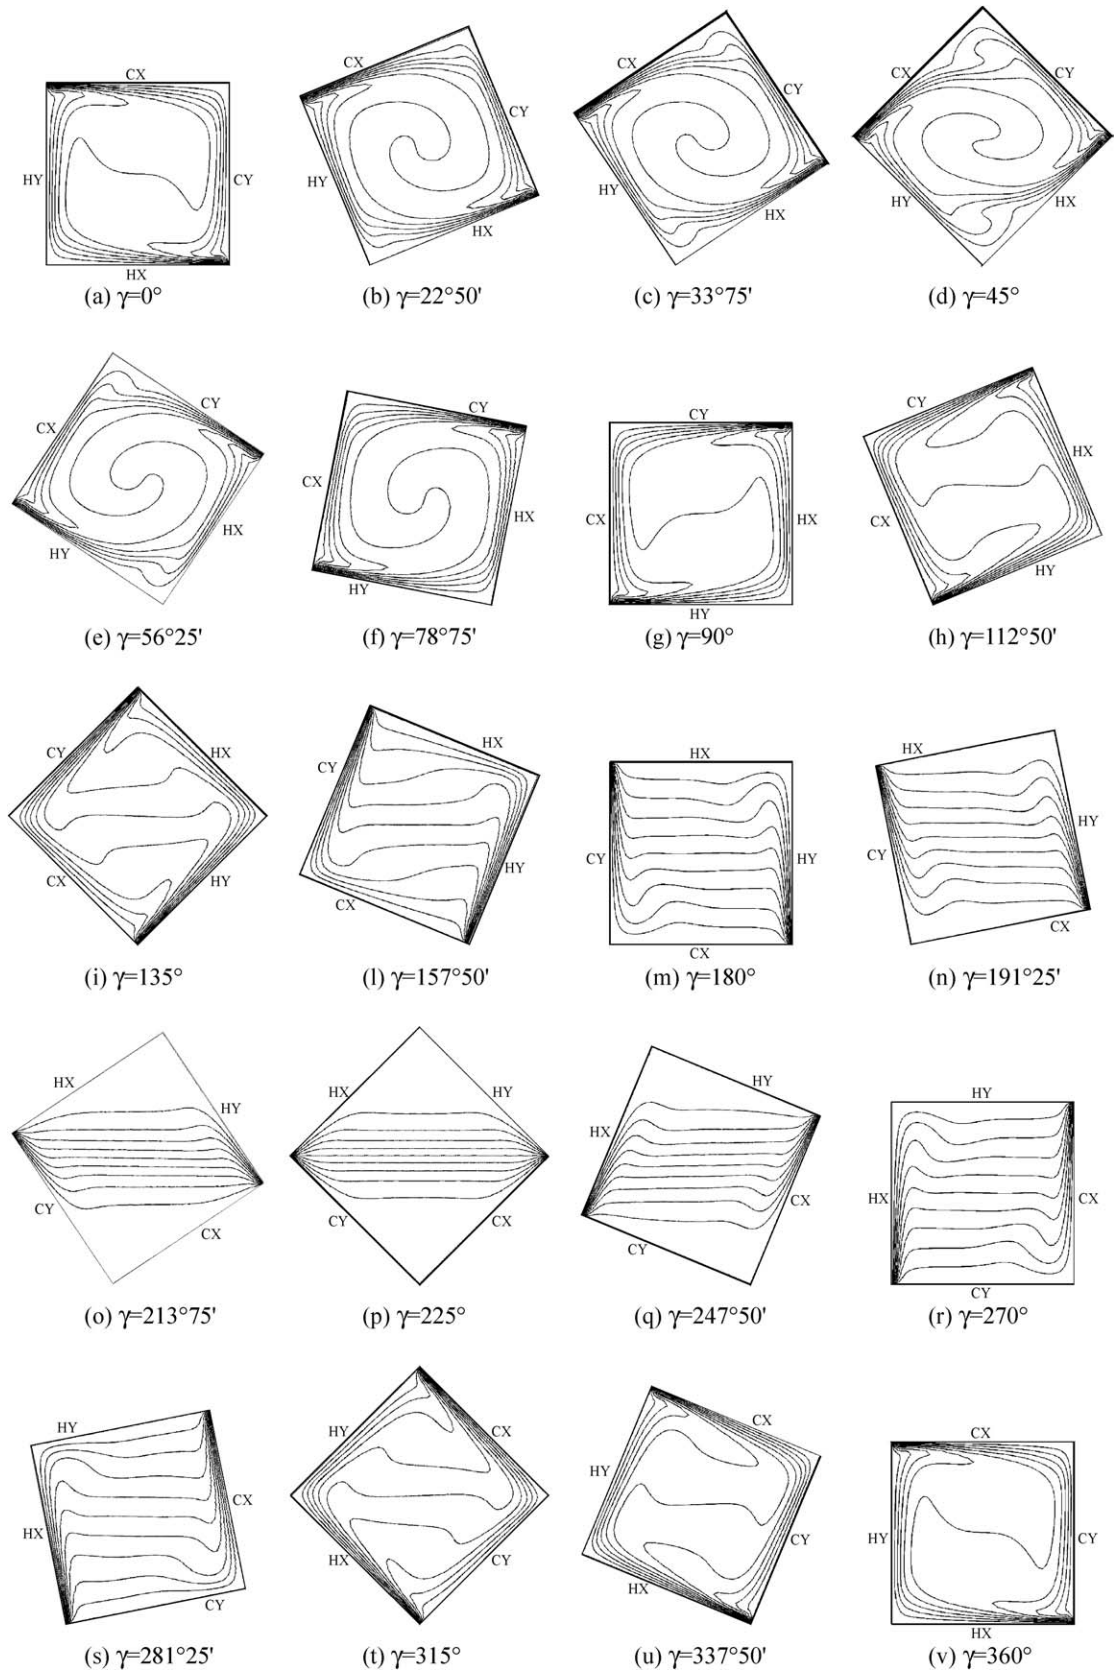 CX
HY
CY
HX
(a) γ=0°
CX
CY
HY
HX
(b) γ=22°50'
CX
CY
HY
HX
(c) γ=33°75'
CX
CY
HY
HX
(d) γ=45°
CY
CX
HX
HY
(e) γ=56°25'
CY
CX
HX
HY
(f) γ=78°75'
CY
CX
HX
HY
(g) γ=90°
CY
HX
CX
HY
(h) γ=112°50'
CY
HX
CX
HY
(i) γ=135°
HX
CY
HY
CX
(l) γ=157°50'
HX
CY
HY
CX
(m) γ=180°
HX
HY
CY
CX
(n) γ=191°25'
HX
HY
CY
CX
(o) γ=213°75'
HX
HY
CY
CX
(p) γ=225°
HY
HX
CX
CY
(q) γ=247°50'
HY
HX
CX
CY
(r) γ=270°
HY
CX
HX
CY
(s) γ=281°25'
HY
CX
HX
CY
(t) γ=315°
CX
HY
CY
HX
(u) γ=337°50'
CX
HY
CY
HX
(v) γ=360°